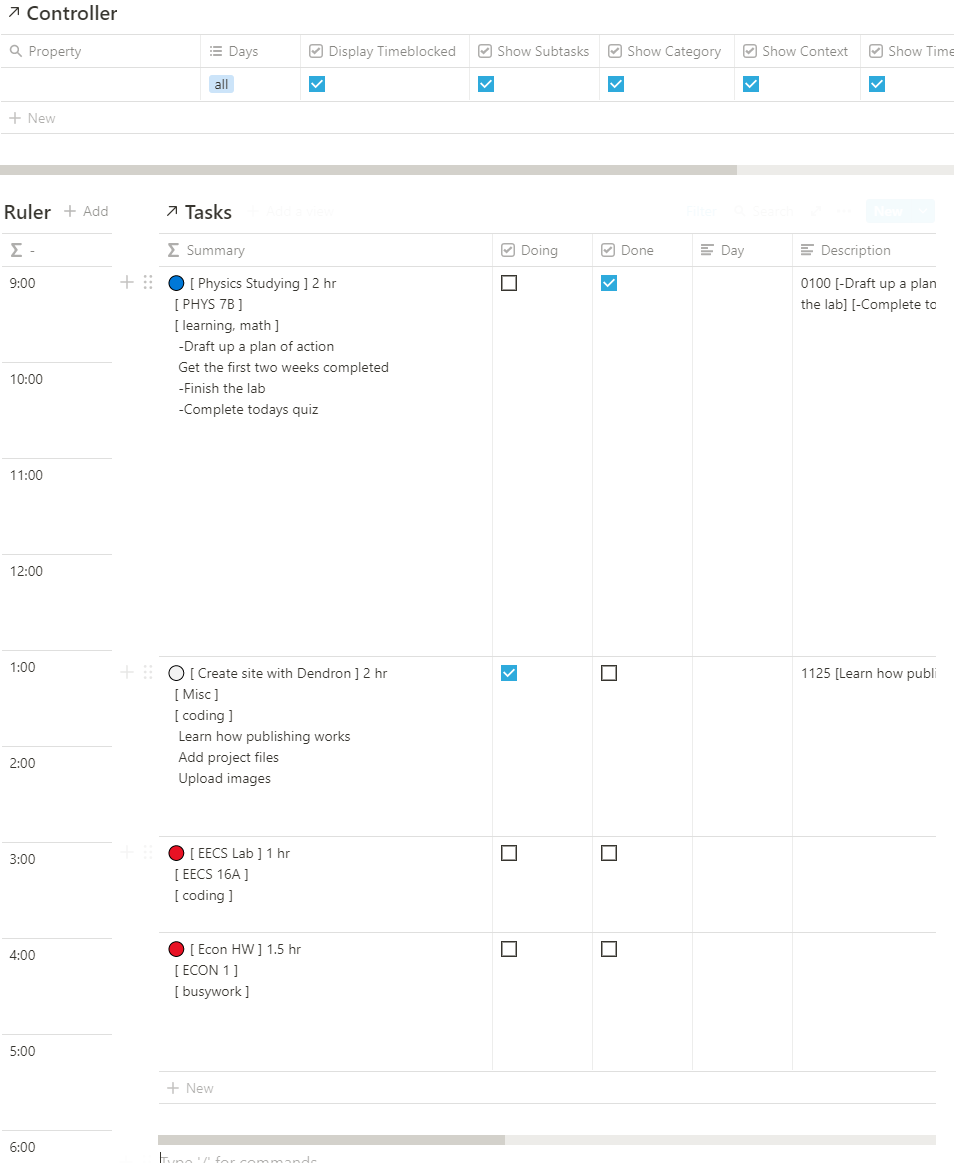 Controller
Property Days Display Timeblocked Show Subtasks Show Category Show Context Show Time
all
New
Ruler Add Tasks Add a view Filter Search New
- Summary Doing Done Day Description
9:00 [ Physics Studying ] 2 hr 0100 [-Draft up a plan
[ PHYS 7B ] the lab] [-Complete to
[ learning, math ]
-Draft up a plan of action
Get the first two weeks completed
10:00
-Finish the lab
-Complete todays quiz
11:00
12:00
1:00 [ Create site with Dendron ] 2 hr 1125 [Learn how publi
[ Misc ]
[ coding ]
Learn how publishing works
Add project files
2:00
Upload images
3:00 [ EECS Lab ] 1 hr
[ EECS 16A ]
[ coding ]
4:00 [ Econ HW ] 1.5 hr
[ ECON 1 ]
[ busywork ]
5:00
New
6:00
Type '/' for commands